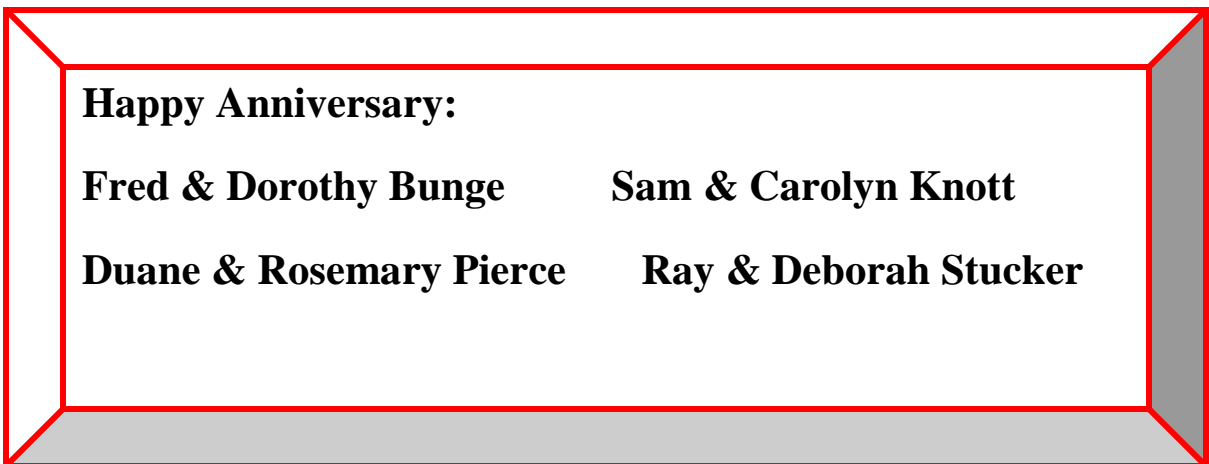 Happy Anniversary:
Fred & Dorothy Bunge Sam & Carolyn Knott
Duane & Rosemary Pierce Ray & Deborah Stucker